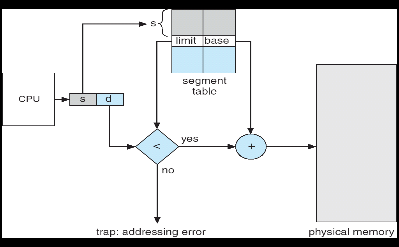 s
limit base
CPU
s d
segment
table
<
yes
+
no
trap: addressing error
physical memory